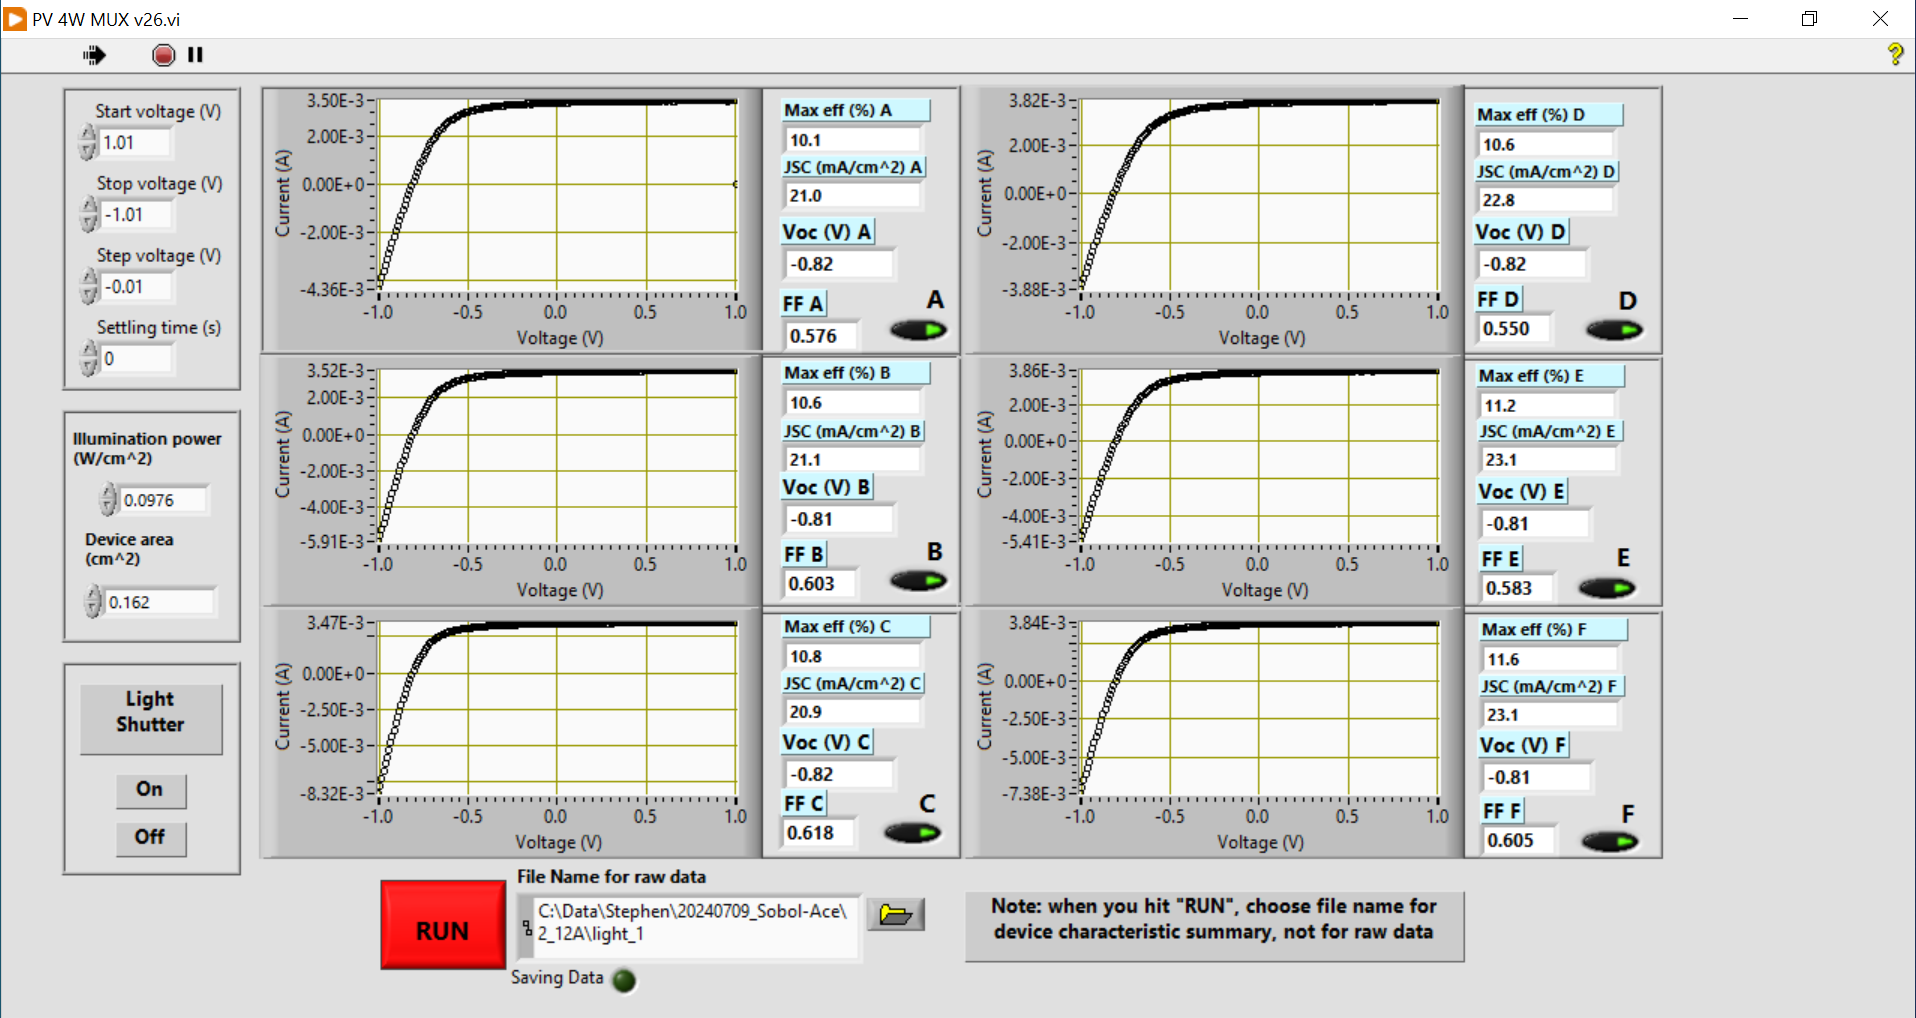 PV 4W MUX v26.vi
Start voltage (V)
1.01
Stop voltage (V)
-1.01
Step voltage (V)
-0.01
Settling time (s)
0
Illumination power
(W/cm^2)
0.0976
Device area
(cm^2)
0.162
Light
Shutter
On
Off
3.50E-3
2.00E-3
0.00E+0
-2.00E-3
-4.36E-3
Current (A)
-1.0 -0.5 0.0 0.5 1.0
Voltage (V)
Max eff (%) A
10.1
JSC (mA/cm^2) A
21.0
Voc (V) A
-0.82
FF A
0.576
A
3.52E-3
2.00E-3
0.00E+0
-2.00E-3
-4.00E-3
-5.91E-3
Current (A)
-1.0 -0.5 0.0 0.5 1.0
Voltage (V)
Max eff (%) B
10.6
JSC (mA/cm^2) B
21.1
Voc (V) B
-0.81
FF B
0.603
B
3.47E-3
0.00E+0
-2.50E-3
-5.00E-3
-8.32E-3
Current (A)
-1.0 -0.5 0.0 0.5 1.0
Voltage (V)
Max eff (%) C
10.8
JSC (mA/cm^2) C
20.9
Voc (V) C
-0.82
FF C
0.618
C
3.82E-3
2.00E-3
0.00E+0
-2.00E-3
-3.88E-3
Current (A)
-1.0 -0.5 0.0 0.5 1.0
Voltage (V)
Max eff (%) D
10.6
JSC (mA/cm^2) D
22.8
Voc (V) D
-0.82
FF D
0.550
D
3.86E-3
2.00E-3
0.00E+0
-2.00E-3
-4.00E-3
-5.41E-3
Current (A)
-1.0 -0.5 0.0 0.5 1.0
Voltage (V)
Max eff (%) E
11.2
JSC (mA/cm^2) E
23.1
Voc (V) E
-0.81
FF E
0.583
E
3.84E-3
0.00E+0
-2.50E-3
-5.00E-3
-7.38E-3
Current (A)
-1.0 -0.5 0.0 0.5 1.0
Voltage (V)
Max eff (%) F
11.6
JSC (mA/cm^2) F
23.1
Voc (V) F
-0.81
FF F
0.605
F
RUN
File Name for raw data
C:\Data\Stephen\20240709_Sobol-Ace\
2_12A\light_1
Saving Data
Note: when you hit "RUN", choose file name for
device characteristic summary, not for raw data